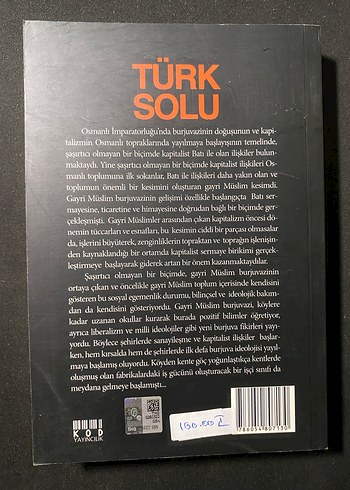 TÜRK
SOLU
Osmanlı İmparatorluğu'nda burjuvazinin doğuşunun ve kapi-
talizmin Osmanlı topraklarında yayılmaya başlayışının temelinde,
şaşırtıcı olmayan bir biçimde kapitalist Batı ile olan ilişkiler bulun-
maktaydı. Yine şaşırtıcı olmayan bir biçimde kapitalist ilişkileri Os-
manlı toplumuna ilk sokanlar, Batı ile ilişkileri daha yakın olan ve
toplumun önemli bir kesimini oluşturan gayri Müslim kesimdi.
Gayri Müslim burjuvazinin gelişimi özellikle başlangıçta Batı ser-
mayesine, ticaretine ve himayesine doğrudan bağlı bir biçimde ger-
çekleşmişti. Gayri Müslimler arasından çıkan kapitalizm öncesi dö-
nemin tüccarları ve esnafları, bu kesimin ciddi bir parçası olmasalar
da, işlerini büyüterek, zenginliklerin topraktan ve toprağın işlenişin-
den kaynaklandığı bir ortamda kapitalist sermaye birikimi gerçek-
leştirmeye başlayarak giderek artan bir önem kazanmaktaydılar.
Şaşırtıcı olmayan bir biçimde, gayri Müslim burjuvazinin
ortaya çıkan ve öncelikle gayri Müslim toplum içerisinde kendisini
gösteren bu sosyal egemenlik durumu, bilinçsel ve ideolojik bakım-
dan da kendisini gösteriyordu. Gayri Müslim burjuvazi, köylere
kadar uzanan okullar kurarak burada pozitif bilimler öğretiyor,
ayrıca liberalizm ve milli ideolojiler gibi yeni burjuva fikirleri yayı-
yordu. Böylece şehirlerde sanayileşme ve kapitalist ilişkiler başlar-
ken, hem kırsalda hem de şehirlerde ilk defa burjuva ideolojisi yayıl-
maya başlamış oluyordu. Köyden kente göç yoğunlaştıkça kentlerde
oluşmuş olan fabrikalardaki iş gücünü oluşturacak bir işçi sınıfı da
meydana gelmeye başlamıştı...
KOD
YAYINCILIK